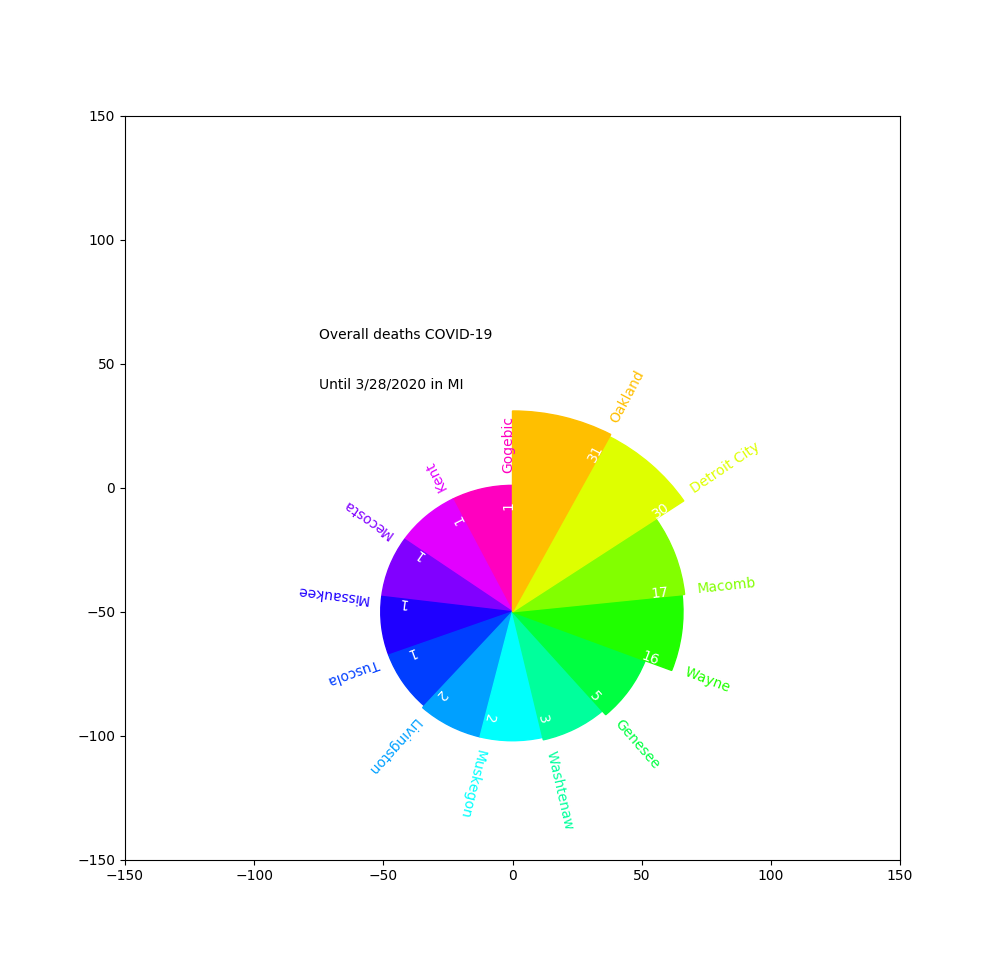 150
100
50
0
−50
−100
−150
−150
−100
−50
0
50
100
150
Overall deaths COVID-19
Until 3/28/2020 in MI
Oakland
31
Detroit City
30
Macomb
17
Wayne
16
Genesee
5
Washtenaw
3
Muskegon
2
Livingston
2
Tuscola
1
Missaukee
1
Mecosta
1
Kent
1
Gogebic
1